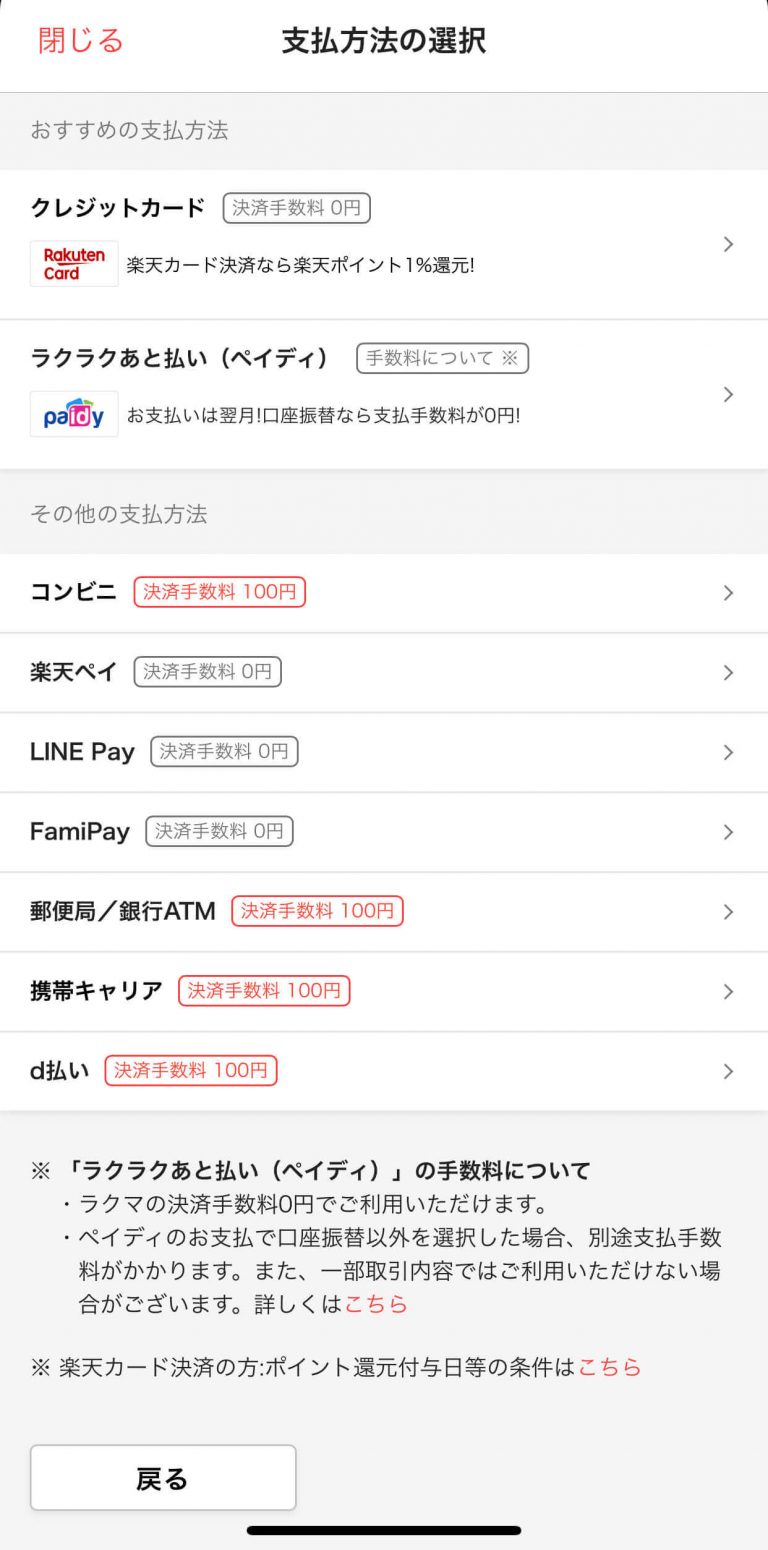 閉じる
支払方法の選択
おすすめの支払方法
クレジットカード 決済手数料 0円
Rakuten
Card
楽天カード決済なら楽天ポイント1%還元!
ラクラクあと払い（ペイディ） 手数料について ※
paidy お支払いは翌月!口座振替なら支払手数料が0円!
その他の支払方法
コンビニ 決済手数料 100円
楽天ペイ 決済手数料 0円
LINE Pay 決済手数料 0円
FamiPay 決済手数料 0円
郵便局／銀行ATM 決済手数料 100円
携帯キャリア 決済手数料 100円
d払い 決済手数料 100円
※ 「ラクラクあと払い（ペイディ）」の手数料について
・ラクマの決済手数料0円でご利用いただけます。
・ペイディのお支払で口座振替以外を選択した場合、別途支払手数
料がかかります。また、一部取引内容ではご利用いただけない場
合がございます。詳しくはこちら
※ 楽天カード決済の方:ポイント還元付与日等の条件はこちら
戻る